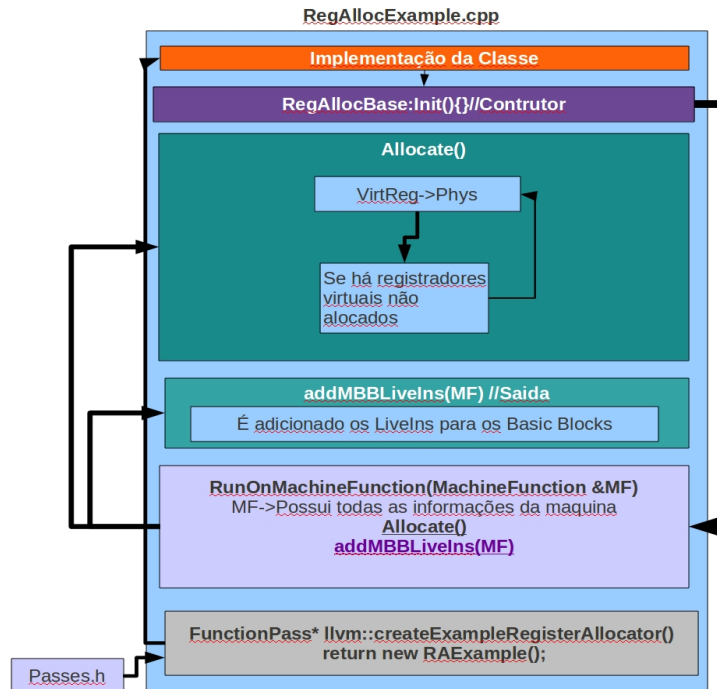 RegAllocExample.cpp
Implementação da Classe
RegAllocBase:Init(){}//Contrutor
Allocate()
VirtReg->Phys
Se há registradores
virtuais não
alocados
addMBBLiveIns(MF) //Saida
É adicionado os LiveIns para os Basic Blocks
RunOnMachineFunction(MachineFunction &MF)
MF->Possui todas as informações da maquina
Allocate()
addMBBLiveIns(MF)
FunctionPass* llvm::createExampleRegisterAllocator()
return new RAExample();
Passes.h